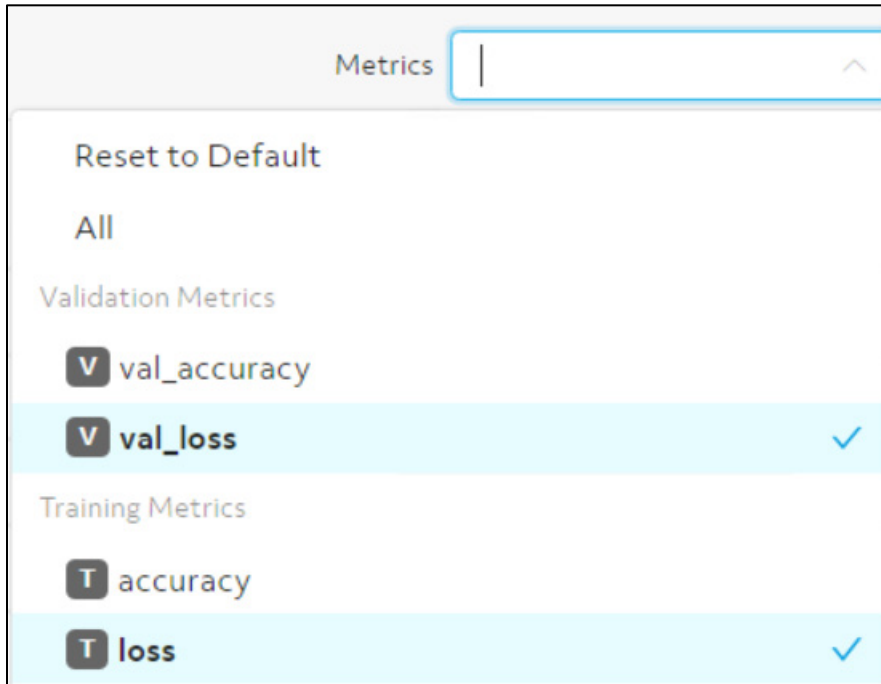 Metrics
Reset to Default
All
Validation Metrics
V val_accuracy
V val_loss
Training Metrics
T accuracy
T loss